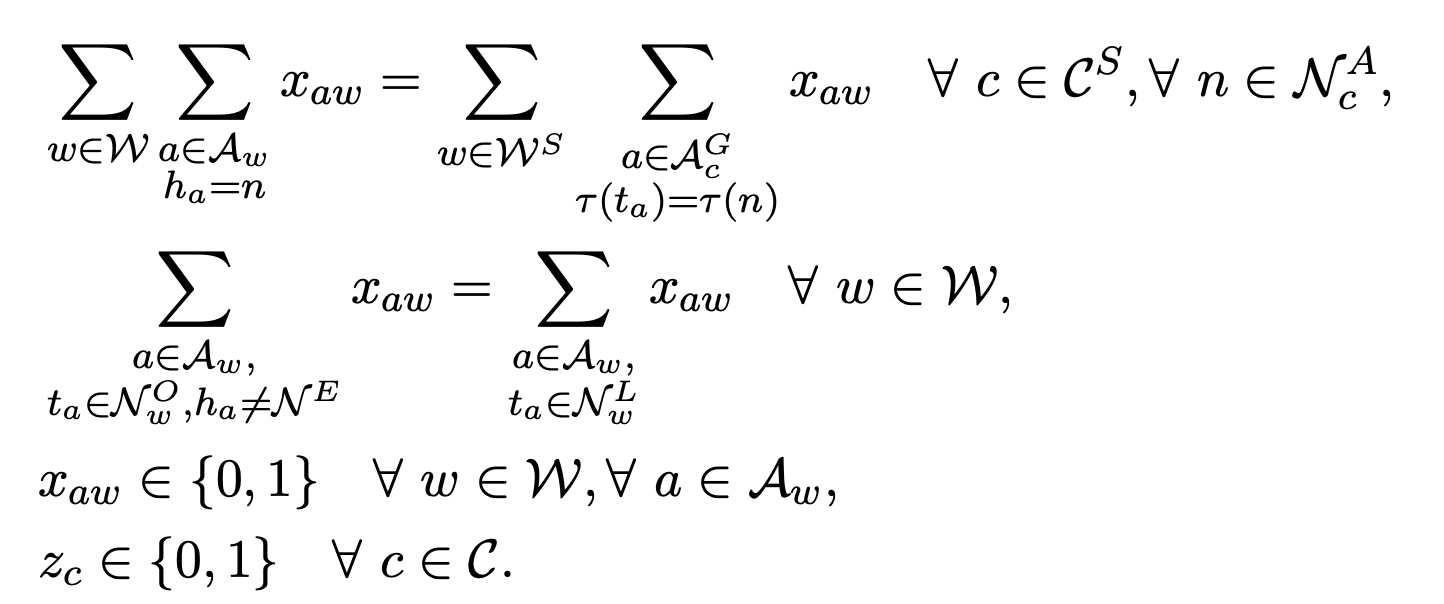 $\sum_{w \in \mathcal{W}} \sum_{\substack{a \in \mathcal{A}_w \\ h_a = n}} x_{aw} = \sum_{w \in \mathcal{W}^S} \sum_{\substack{a \in \mathcal{A}_c^G \\ \tau(t_a) = \tau(n)}} x_{aw} \quad \forall\ c \in \mathcal{C}^S, \forall\ n \in \mathcal{N}_c^A,$
$\sum_{\substack{a \in \mathcal{A}_w, \\ t_a \in \mathcal{N}_w^O, h_a \neq \mathcal{N}^E}} x_{aw} = \sum_{\substack{a \in \mathcal{A}_w, \\ t_a \in \mathcal{N}_w^L}} x_{aw} \quad \forall\ w \in \mathcal{W},$
$x_{aw} \in \{0, 1\} \quad \forall\ w \in \mathcal{W}, \forall\ a \in \mathcal{A}_w,$
$z_c \in \{0, 1\} \quad \forall\ c \in \mathcal{C}.$